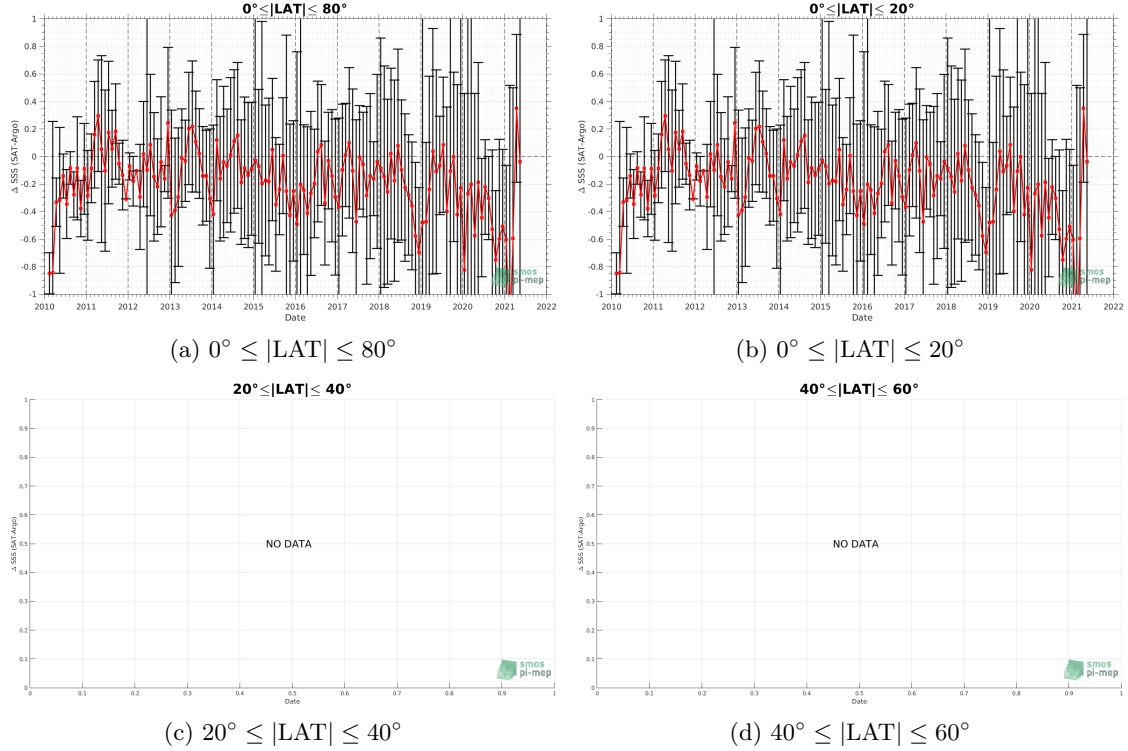 0°≤|LAT|≤ 80°
1
0.8
0.6
0.4
0.2
0
-0.2
-0.4
-0.6
-0.8
-1
Δ SSS (SAT-Argo)
2010 2011 2012 2013 2014 2015 2016 2017 2018 2019 2020 2021 2022
Date
smos
pi-mep
(a) 0° ≤ |LAT| ≤ 80°
0°≤|LAT|≤ 20°
1
0.8
0.6
0.4
0.2
0
-0.2
-0.4
-0.6
-0.8
-1
Δ SSS (SAT-Argo)
2010 2011 2012 2013 2014 2015 2016 2017 2018 2019 2020 2021 2022
Date
smos
pi-mep
(b) 0° ≤ |LAT| ≤ 20°
20°≤|LAT|≤ 40°
1
0.9
0.8
0.7
0.6
0.5
0.4
0.3
0.2
0.1
0
Δ SSS (SAT-Argo)
NO DATA
0 0.1 0.2 0.3 0.4 0.5 0.6 0.7 0.8 0.9 1
Date
smos
pi-mep
(c) 20° ≤ |LAT| ≤ 40°
40°≤|LAT|≤ 60°
1
0.9
0.8
0.7
0.6
0.5
0.4
0.3
0.2
0.1
0
Δ SSS (SAT-Argo)
NO DATA
0 0.1 0.2 0.3 0.4 0.5 0.6 0.7 0.8 0.9 1
Date
smos
pi-mep
(d) 40° ≤ |LAT| ≤ 60°